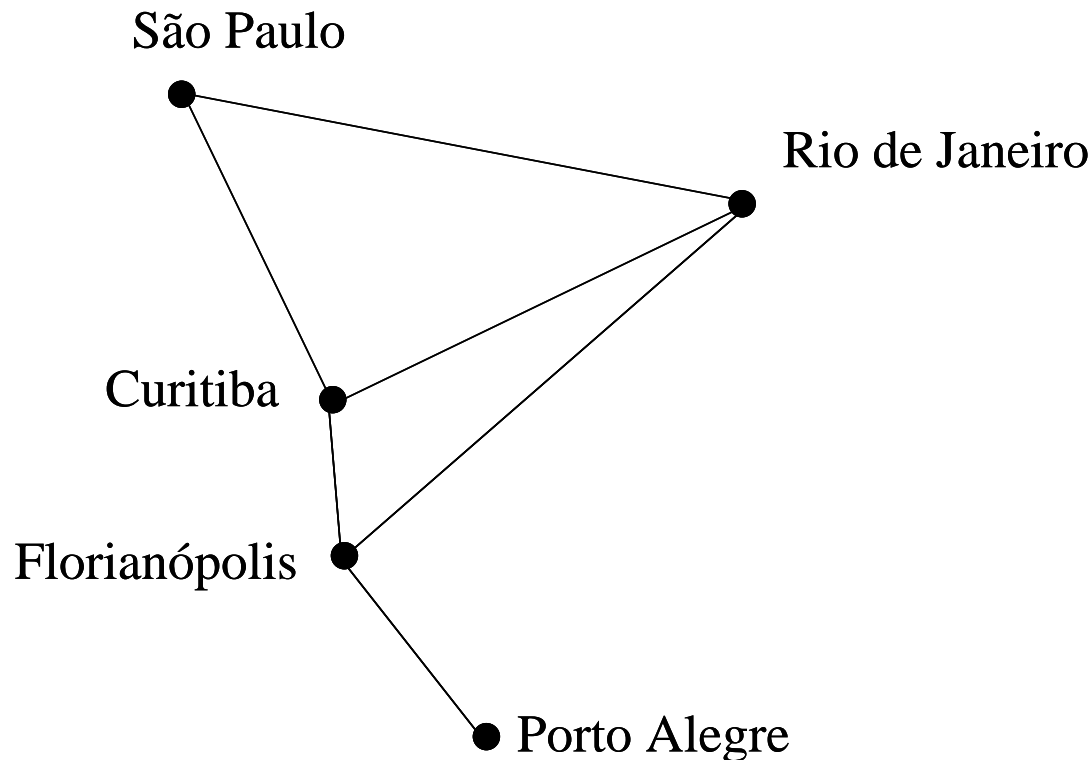 São Paulo
Rio de Janeiro
Curitiba
Florianópolis
Porto Alegre